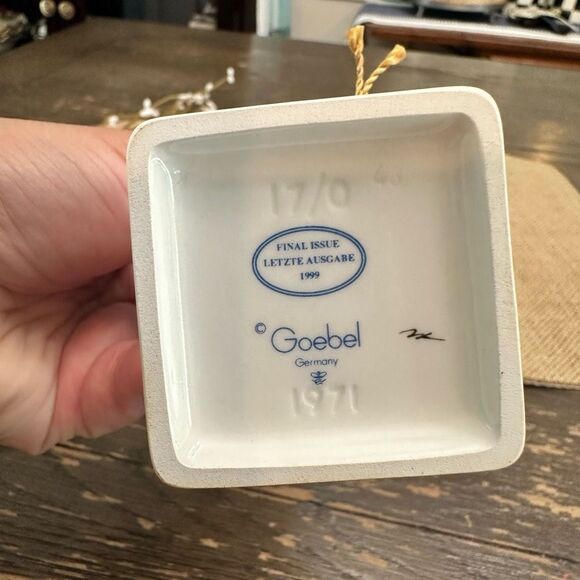 17/0
FINAL ISSUE
LETZTE AUSGABE
1999
© Goebel
Germany
1971